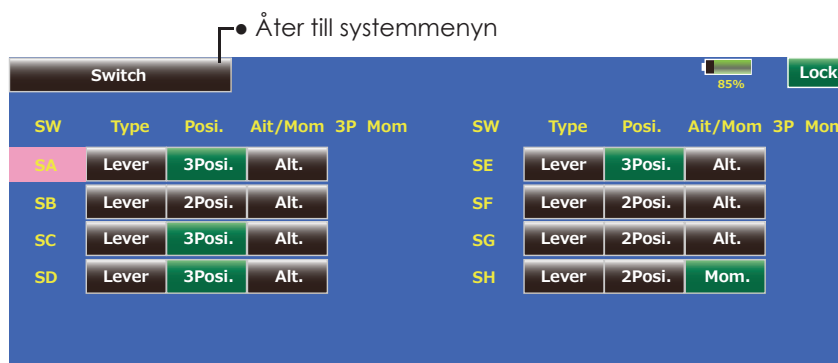 Åter till systemmenyn
Switch 85% Lock
SW Type Posi. Ait/Mom 3P Mom SW Type Posi. Ait/Mom 3P Mom
SA Lever 3Posi. Alt. SE Lever 3Posi. Alt.
SB Lever 2Posi. Alt. SF Lever 2Posi. Alt.
SC Lever 3Posi. Alt. SG Lever 2Posi. Alt.
SD Lever 3Posi. Alt. SH Lever 2Posi. Mom.